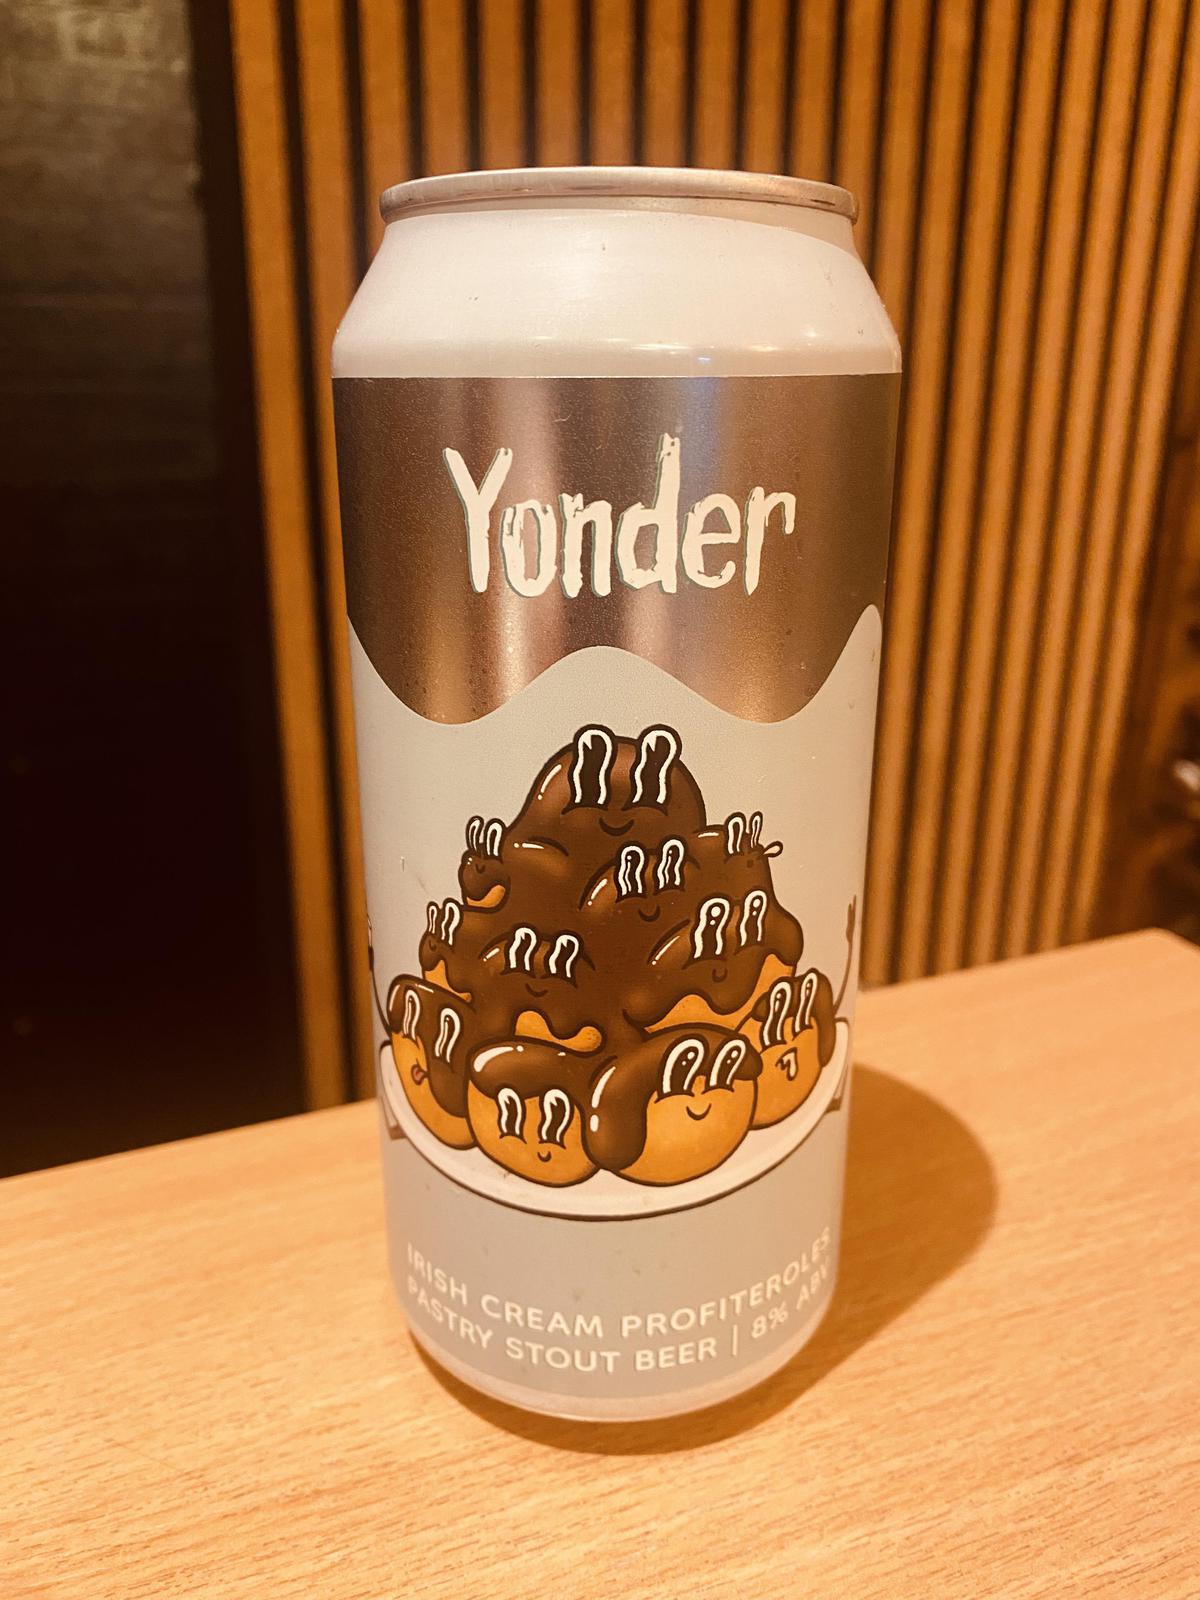 Yonder
IRISH CREAM PROFITEROLES
PASTRY STOUT BEER | 8% ABV